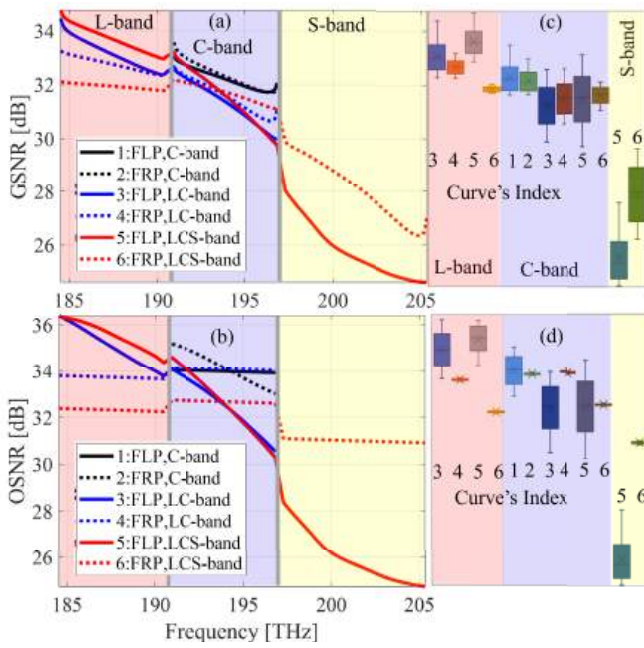 L-band (a) S-band
C-band
GSNR [dB]
34
32
30
28
26
1:FLP,C-band
2:FRP,C-band
3:FLP,LC-band
4:FRP,LC-band
5:FLP,LCS-band
6:FRP,LCS-band
185 190 195 200 205
(c)
S-band
3 4 5 6 1 2 3 4 5 6
5 6
Curve's Index
L-band C-band
(b)
OSNR [dB]
36
34
32
30
28
26
1:FLP,C-band
2:FRP,C-band
3:FLP,LC-band
4:FRP,LC-band
5:FLP,LCS-band
6:FRP,LCS-band
185 190 195 200 205
Frequency [THz]
(d)
3 4 5 6 1 2 3 4 5 6
Curve's Index
5 6